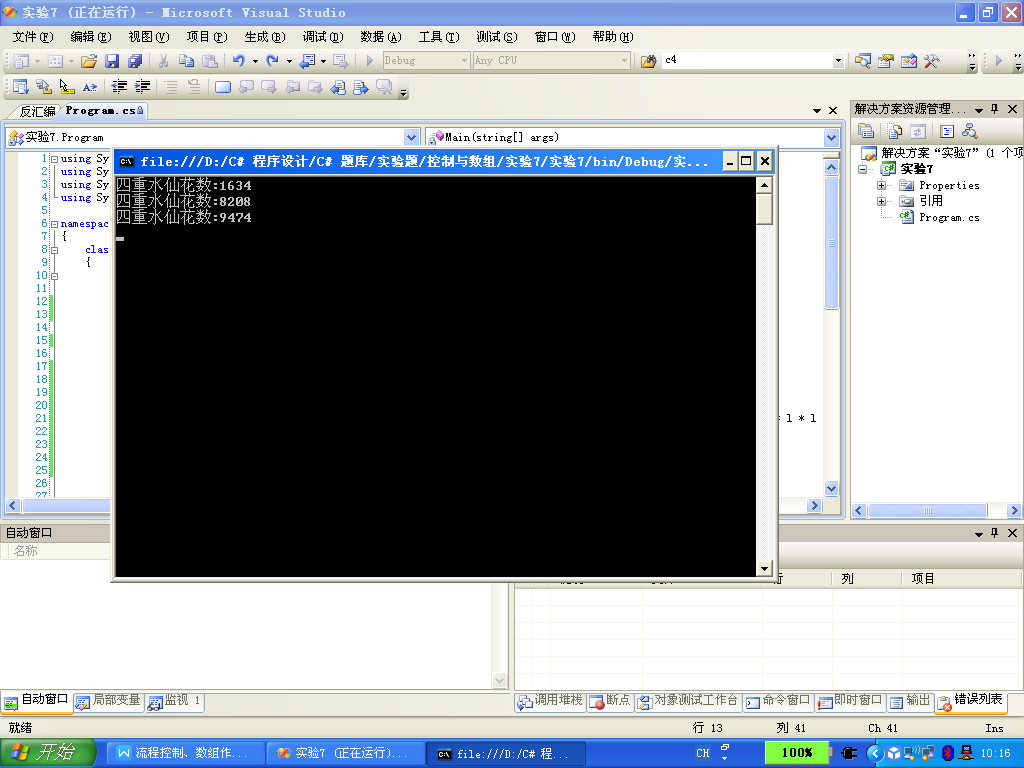 实验7 (正在运行) - Microsoft Visual Studio
文件(F) 编辑(E) 视图(V) 项目(P) 生成(B) 调试(D) 数据(A) 工具(T) 测试(S) 窗口(W) 帮助(H)
Debug Any CPU c4
反汇编 Program.cs
实验7.Program Main(string[] args)
file:///D:/C# 程序设计/C# 题库/实验题/控制与数组/实验7/实验7/bin/Debug/实...
四重水仙花数:1634
四重水仙花数:8208
四重水仙花数:9474
1 using Sy
2 using Sy
3 using Sy
4 using Sy
5
6 namespac
7 {
8 clas
9 {
10
11
12
13
14
15
16
17
18
19
20
21 * l * l
22
23
24
25
26
27
解决方案资源管理...
解决方案“实验7”(1 个项
实验7
Properties
引用
Program.cs
自动窗口
名称
行 列 项目
自动窗口 局部变量 监视 1
调用堆栈 断点 对象测试工作台 命令窗口 即时窗口 输出 错误列表
就绪 行 13 列 41 Ch 41 Ins
开始 流程控制、数组作... 实验7 (正在运行)... file:///D:/C# 程... CH 100% 10:16